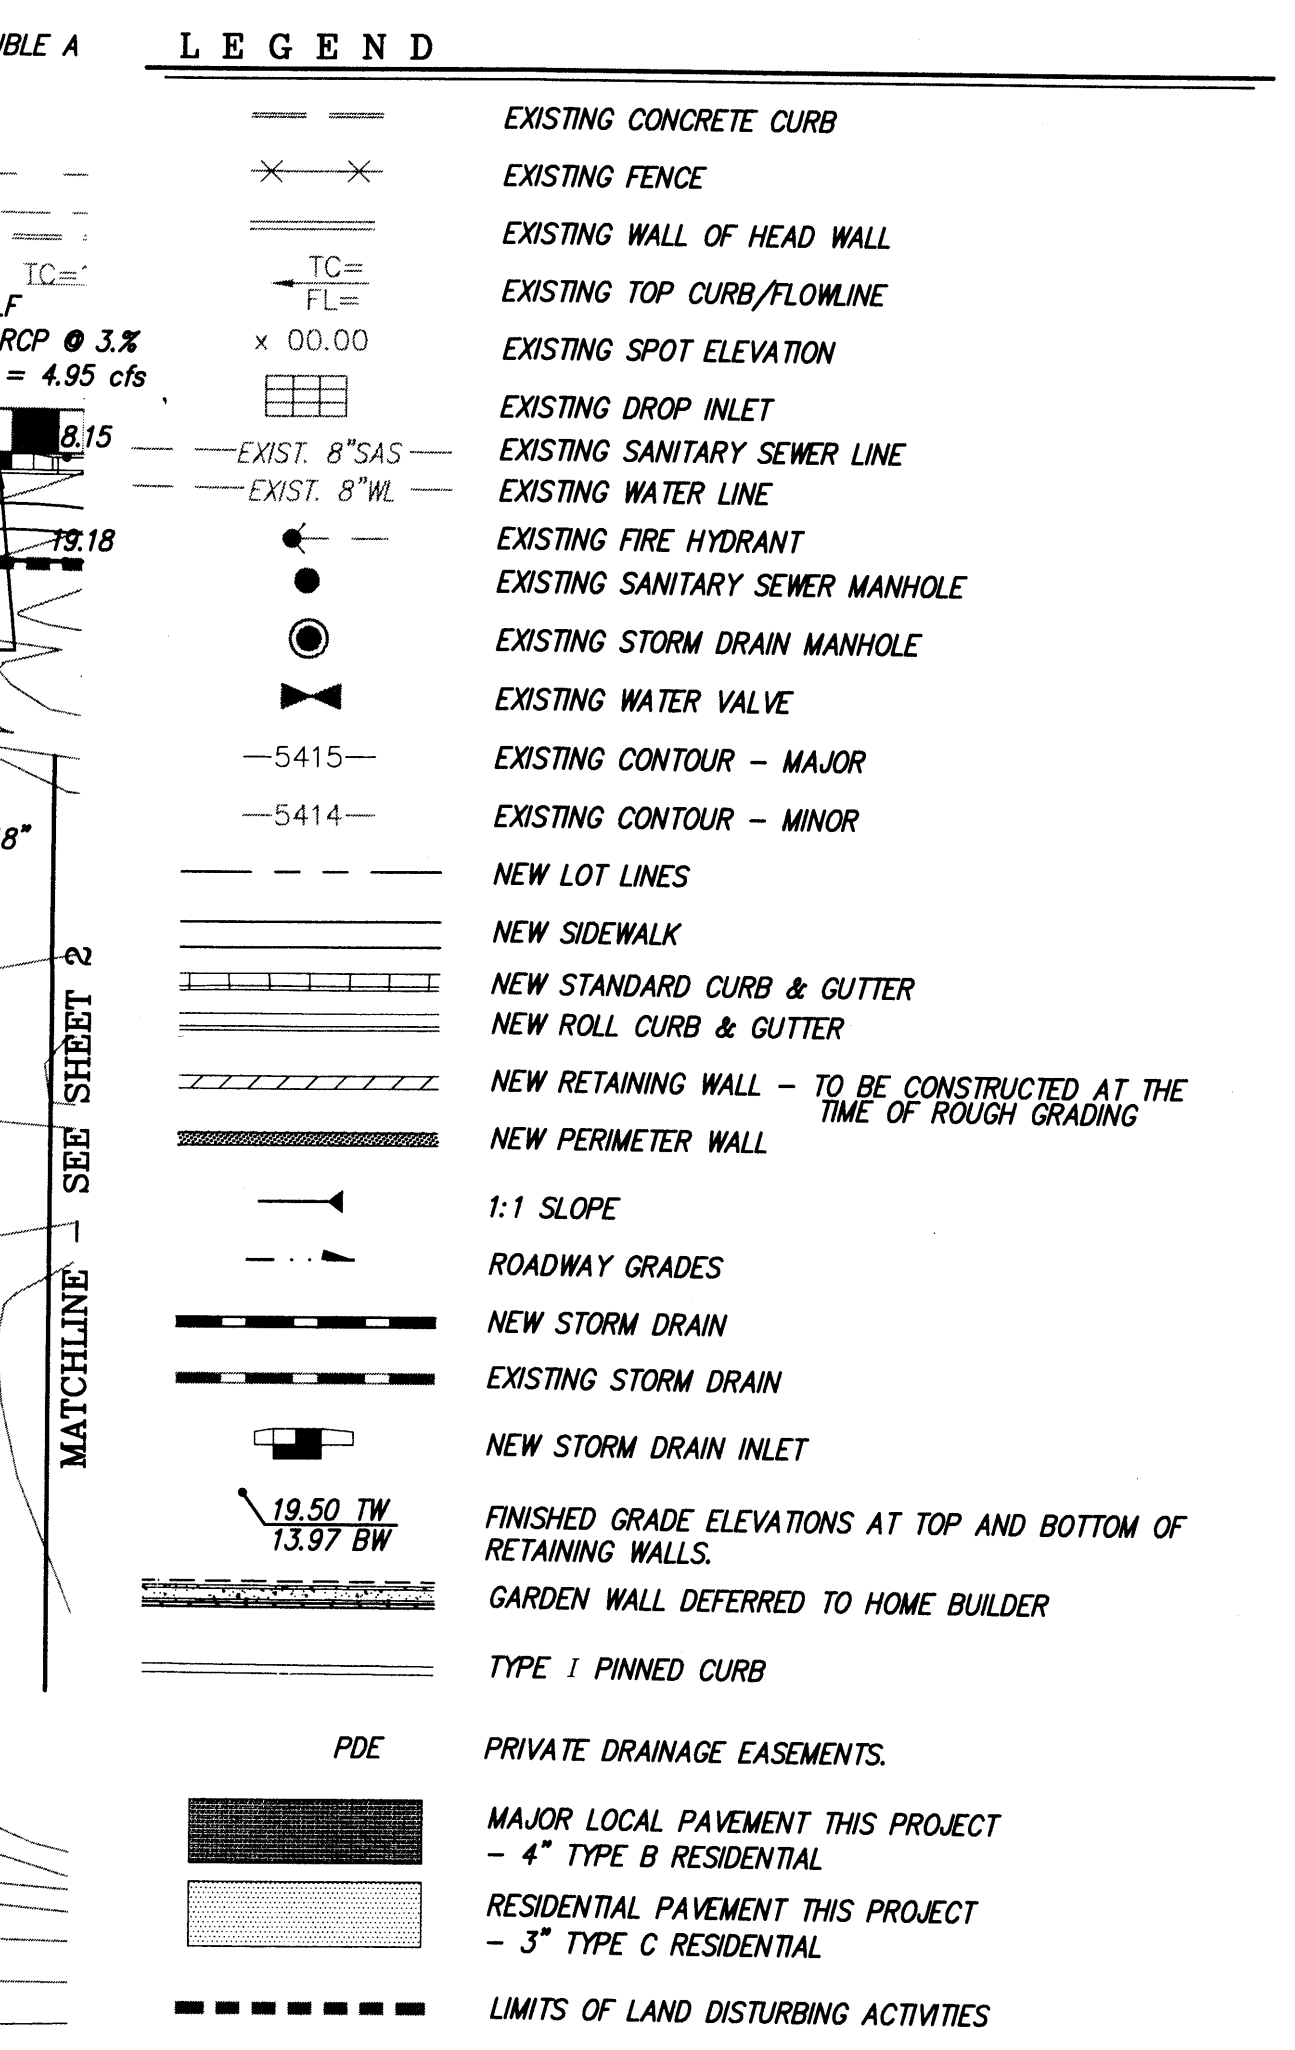 LEGEND
EXISTING CONCRETE CURB
EXISTING FENCE
EXISTING WALL OF HEAD WALL
TC=
FL=
EXISTING TOP CURB/FLOWLINE
x 00.00
EXISTING SPOT ELEVATION
EXISTING DROP INLET
EXIST. 8"SAS
EXISTING SANITARY SEWER LINE
EXIST. 8"WL
EXISTING WATER LINE
EXISTING FIRE HYDRANT
EXISTING SANITARY SEWER MANHOLE
EXISTING STORM DRAIN MANHOLE
EXISTING WATER VALVE
5415
EXISTING CONTOUR - MAJOR
5414
EXISTING CONTOUR - MINOR
NEW LOT LINES
NEW SIDEWALK
NEW STANDARD CURB & GUTTER
NEW ROLL CURB & GUTTER
NEW RETAINING WALL - TO BE CONSTRUCTED AT THE
TIME OF ROUGH GRADING
NEW PERIMETER WALL
1:1 SLOPE
ROADWAY GRADES
NEW STORM DRAIN
EXISTING STORM DRAIN
NEW STORM DRAIN INLET
19.50 TW
13.97 BW
FINISHED GRADE ELEVATIONS AT TOP AND BOTTOM OF
RETAINING WALLS.
GARDEN WALL DEFERRED TO HOME BUILDER
TYPE I PINNED CURB
PDE
PRIVATE DRAINAGE EASEMENTS.
MAJOR LOCAL PAVEMENT THIS PROJECT
- 4" TYPE B RESIDENTIAL
RESIDENTIAL PAVEMENT THIS PROJECT
- 3" TYPE C RESIDENTIAL
LIMITS OF LAND DISTURBING ACTIVITIES
A
TC=
RCP @ 3.%
= 4.95 cfs
8.15
19.18
8"
MATCHLINE - SEE SHEET 2